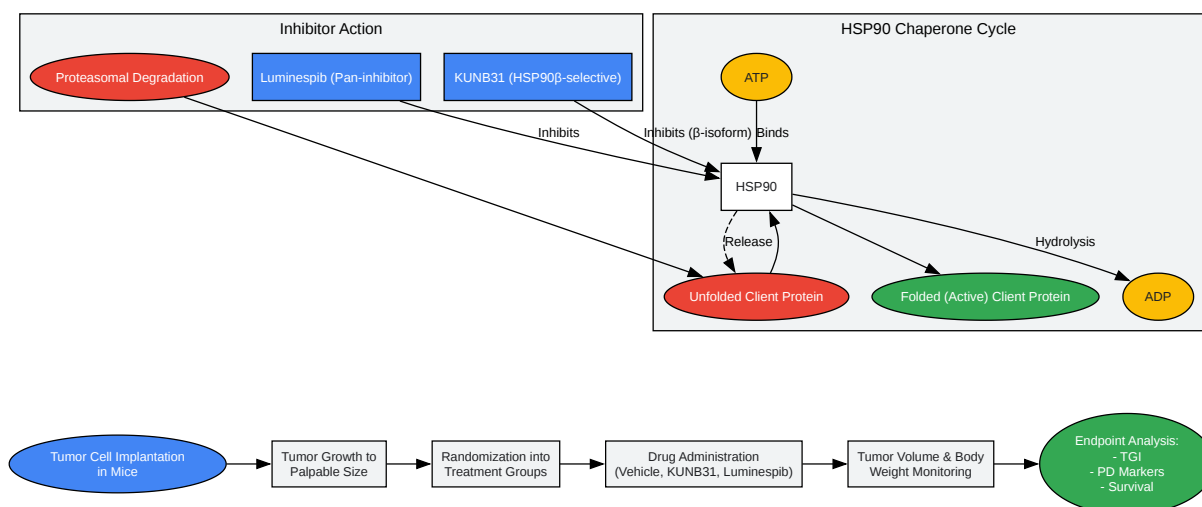 Inhibitor Action
HSP90 Chaperone Cycle
Proteasomal Degradation
Luminespib (Pan-inhibitor)
KUNB31 (HSP90β-selective)
ATP
Inhibits
Inhibits (β-isoform)
Binds
HSP90
Release
Hydrolysis
Unfolded Client Protein
Folded (Active) Client Protein
ADP
Tumor Cell Implantation
in Mice
Tumor Growth to
Palpable Size
Randomization into
Treatment Groups
Drug Administration
(Vehicle, KUNB31, Luminespib)
Tumor Volume & Body
Weight Monitoring
Endpoint Analysis:
- TGI
- PD Markers
- Survival